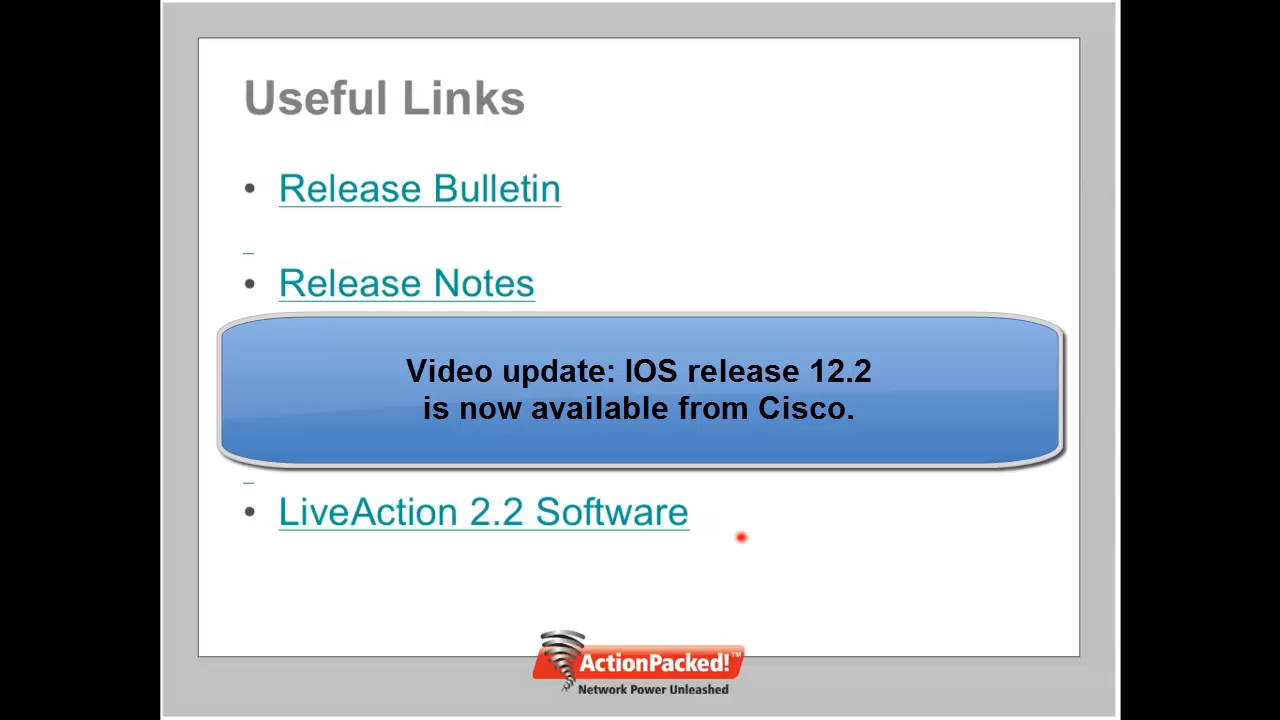 Useful Links
• Release Bulletin
• Release Notes
Video update: IOS release 12.2
is now available from Cisco.
• LiveAction 2.2 Software
ActionPacked!™
Network Power Unleashed